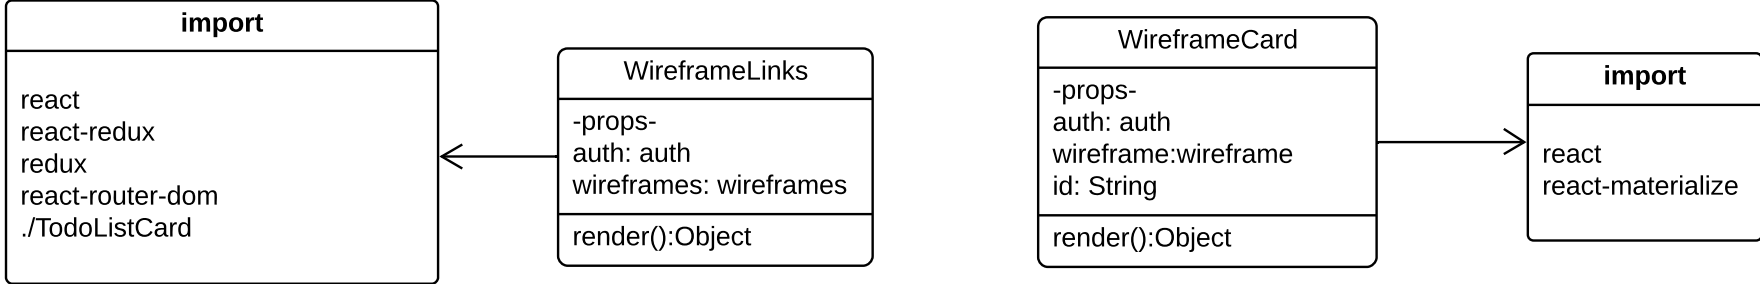 import
react
react-redux
redux
react-router-dom
./TodoListCard
WireframeLinks
-props-
auth: auth
wireframes: wireframes
render():Object
WireframeCard
-props-
auth: auth
wireframe:wireframe
id: String
render():Object
import
react
react-materialize